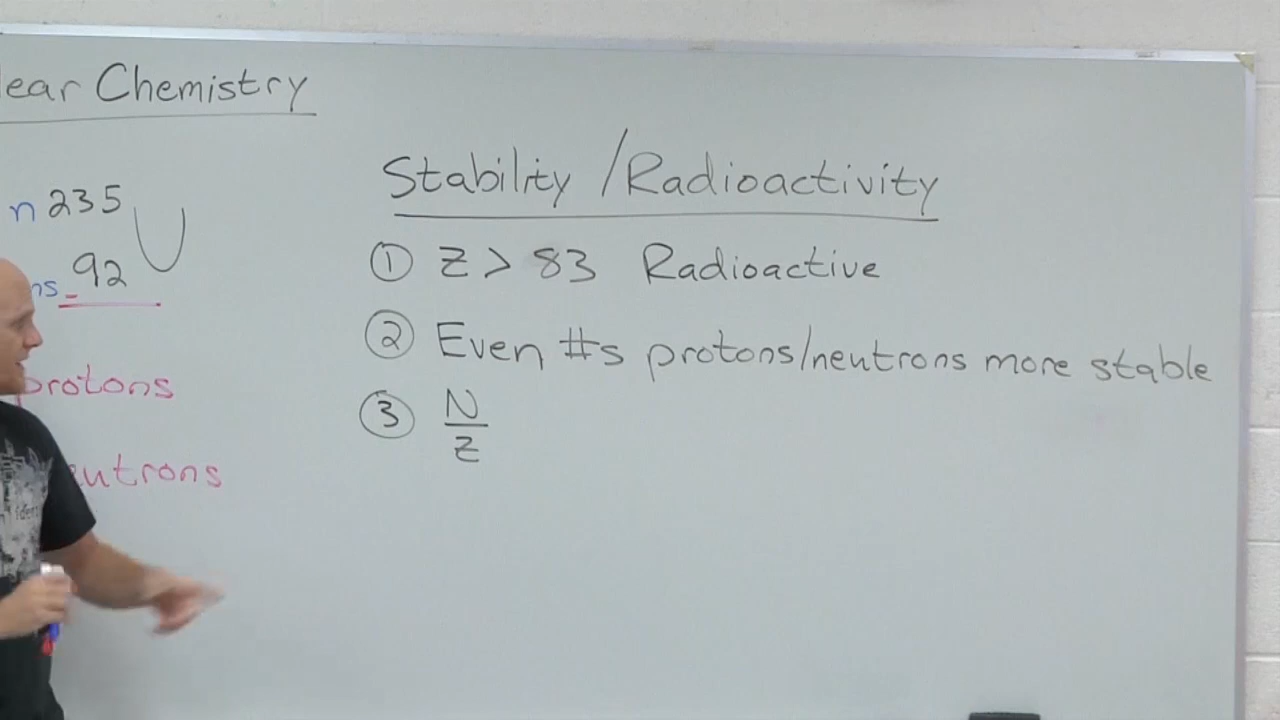 lear Chemistry
n 235
U
ns - 92
protons
utrons
Stability / Radioactivity
① Z > 83 Radioactive
② Even #s protons/neutrons more stable
③ N
Z